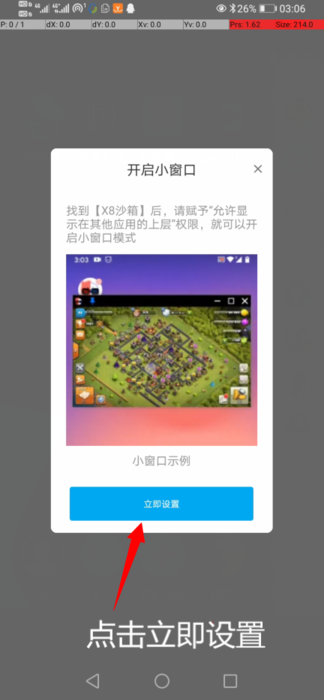 26% 03:06
P: 0 / 1 dX: 0.0 dY: 0.0 Xv: 0.0 Yv: 0.0 Prs: 1.62 Size: 214.0
开启小窗口
找到【X8沙箱】后，请赋予“允许显
示在其他应用的上层”权限，就可以开
启小窗口模式
3:03
小窗口示例
立即设置
点击立即设置